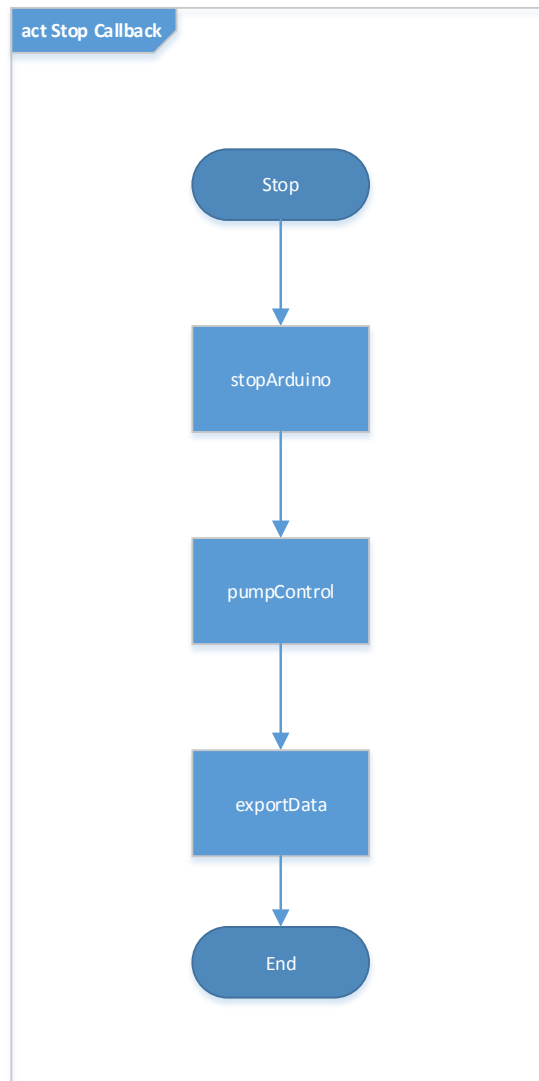 act Stop Callback
Stop
stopArduino
pumpControl
exportData
End